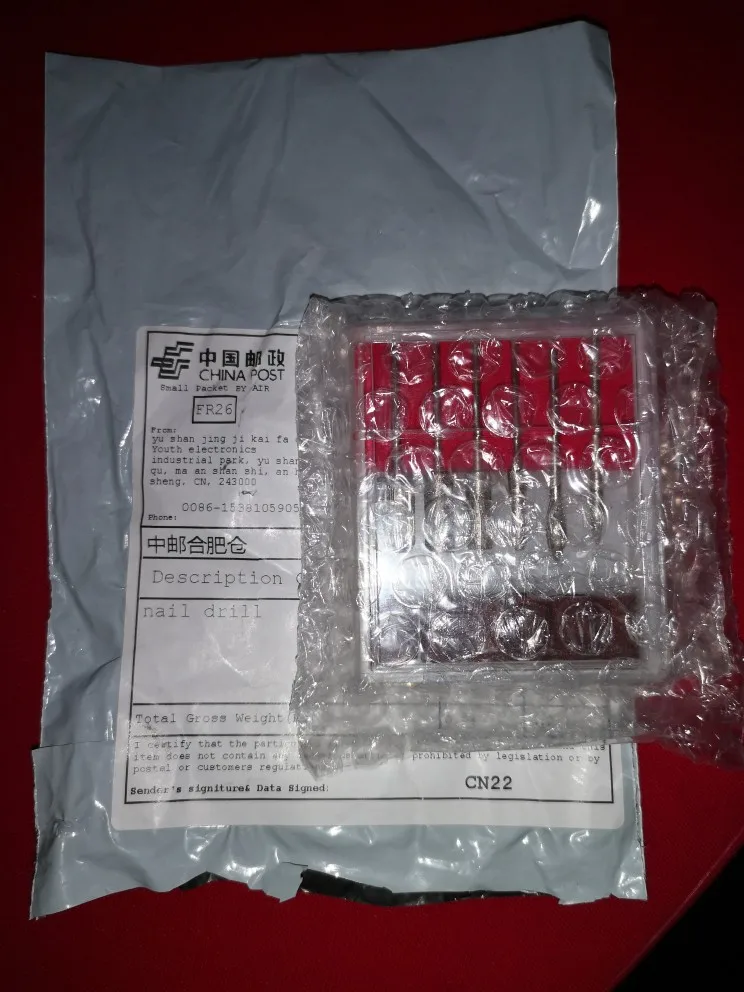 中国邮政
CHINA POST
Small Packet BY AIR
FR26
From:
yu shan jing ji kai fa
Youth electronics
industrial park, yu shan
qu, ma an shan shi, an
sheng, CN, 243000
0086-1538105905
Phone:
中邮合肥仓
Description
nail drill
Total Gross Weight
I certify that the
item does not contain any prohibited by legislation or by
postal or customers
Sender's signiture& Data Signed:
CN22